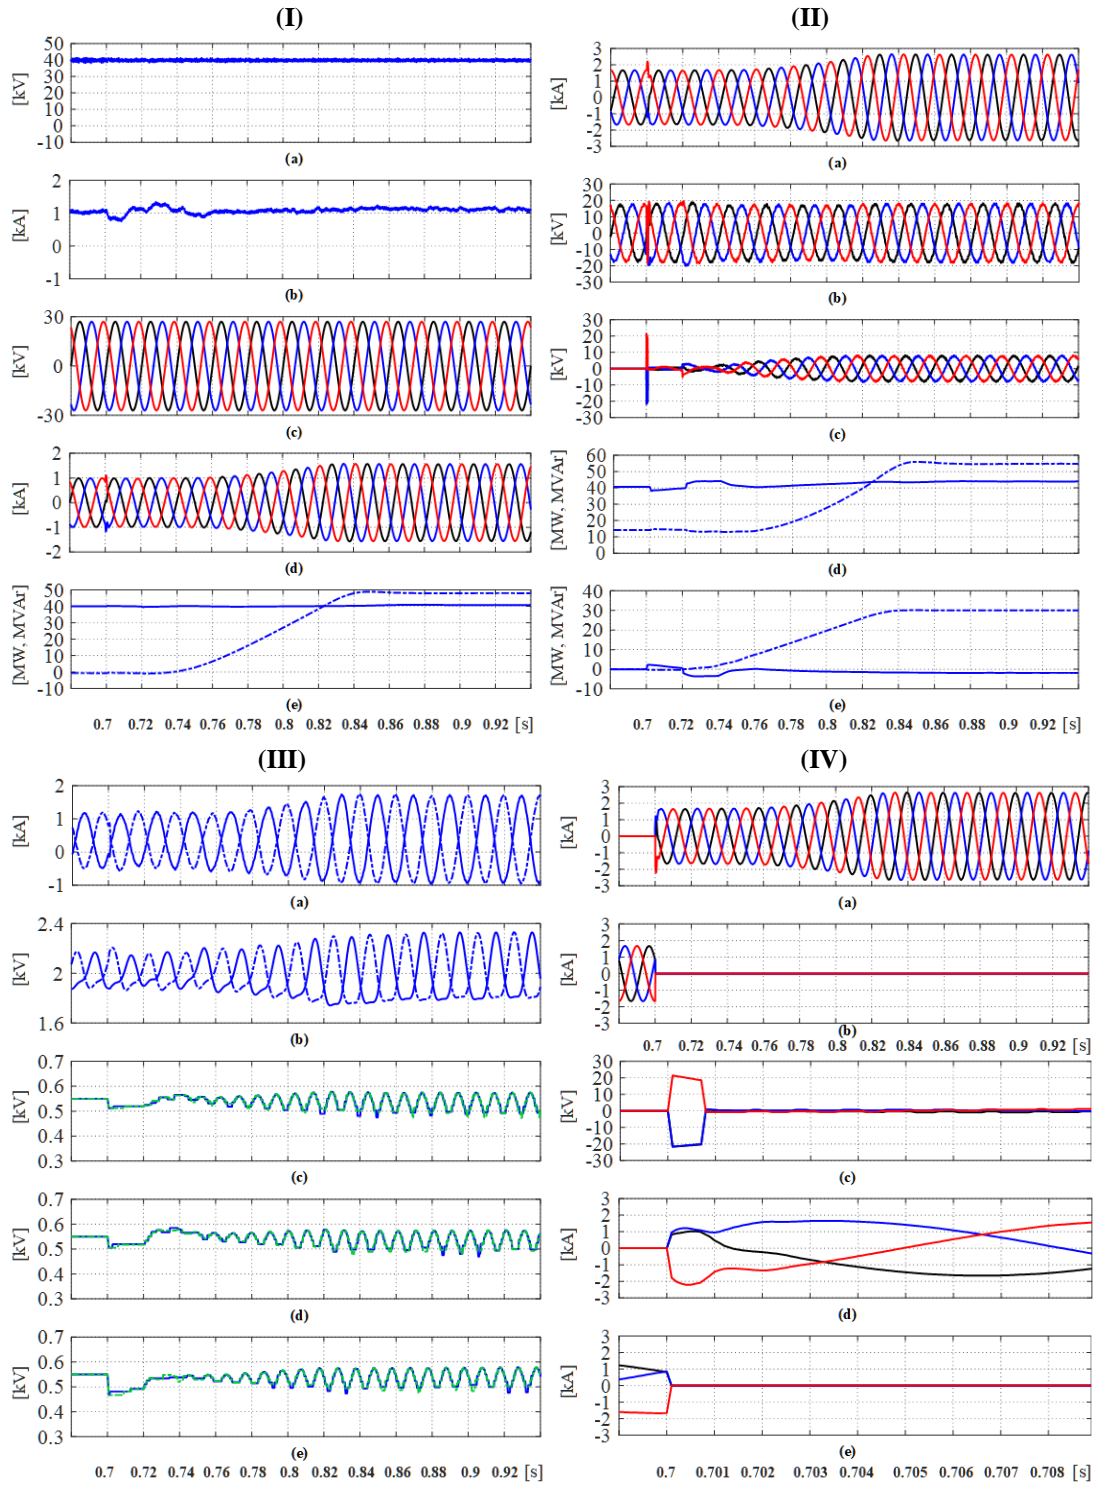 (I)
50
40
30
20
10
0
-10
[kV]
(a)
2
1
0
-1
[kA]
(b)
30
0
-30
[kV]
(c)
2
1
0
-1
-2
[kA]
(d)
50
40
30
20
10
0
-10
[MW, MVAr]
(e)
0.7 0.72 0.74 0.76 0.78 0.8 0.82 0.84 0.86 0.88 0.9 0.92 [s]
(II)
3
2
1
0
-1
-2
3
[kA]
(a)
30
20
10
0
-10
-20
-30
[kV]
(b)
30
20
10
0
-10
-20
-30
[kV]
(c)
60
50
40
30
20
10
0
[MW, MVAr]
(d)
40
30
20
10
0
-10
[MW, MVAr]
(e)
0.7 0.72 0.74 0.76 0.78 0.8 0.82 0.84 0.86 0.88 0.9 0.92 [s]
(III)
2
1
0
-1
[kA]
(a)
2.4
2
1.6
[kV]
(b)
0.7
0.6
0.5
0.4
0.3
[kV]
(c)
0.7
0.6
0.5
0.4
0.3
[kV]
(d)
0.7
0.6
0.5
0.4
0.3
[kV]
(e)
0.7 0.72 0.74 0.76 0.78 0.8 0.82 0.84 0.86 0.88 0.9 0.92 [s]
(IV)
3
2
1
0
-1
-2
-3
[kA]
(a)
3
2
1
0
-1
-2
-3
[kA]
(b)
0.7 0.72 0.74 0.76 0.78 0.8 0.82 0.84 0.86 0.88 0.9 0.92 [s]
30
20
10
0
-10
-20
-30
[kV]
(c)
3
2
1
0
-1
-2
-3
[kA]
(d)
3
2
1
0
-1
-2
-3
[kA]
(e)
0.7 0.701 0.702 0.703 0.704 0.705 0.706 0.707 0.708 [s]